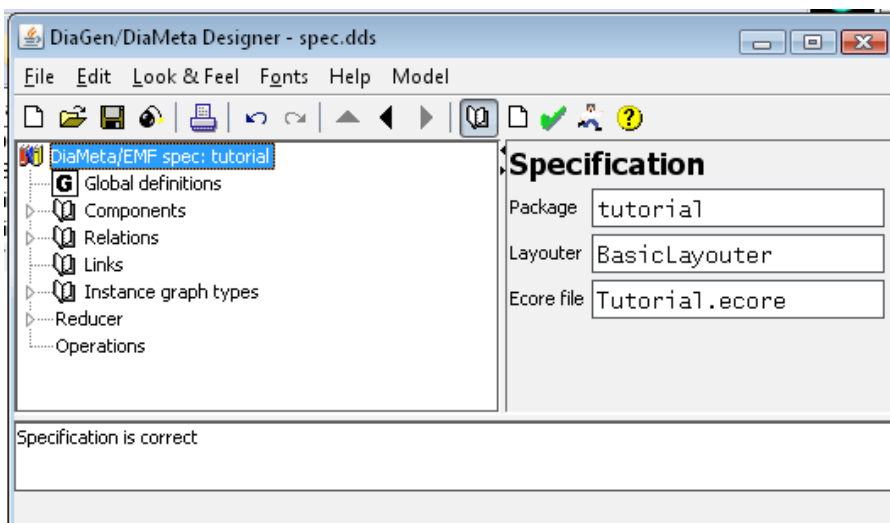 DiaGen/DiaMeta Designer - spec.dds
File Edit Look & Feel Fonts Help Model
DiaMeta/EMF spec: tutorial
G Global definitions
Components
Relations
Links
Instance graph types
Reducer
Operations
Specification
Package tutorial
Layouter BasicLayouter
Ecore file Tutorial.ecore
Specification is correct